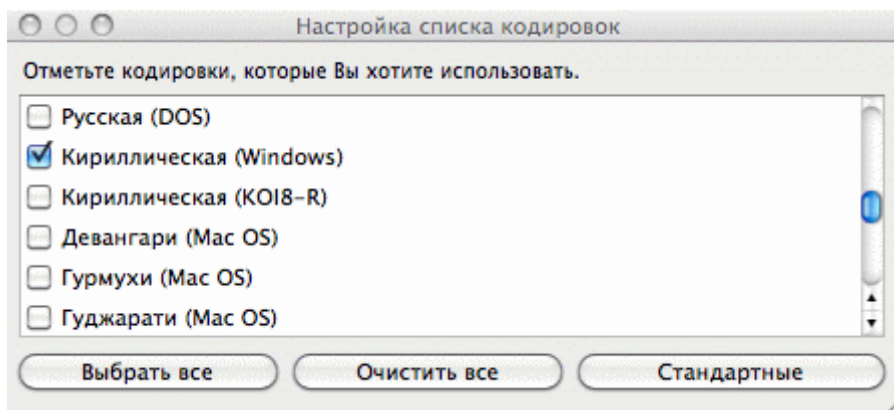 Настройка списка кодировок
Отметьте кодировки, которые Вы хотите использовать.
Русская (DOS)
Кириллическая (Windows)
Кириллическая (KOI8-R)
Девангари (Mac OS)
Гурмухи (Mac OS)
Гуджарати (Mac OS)
Выбрать все Очистить все Стандартные